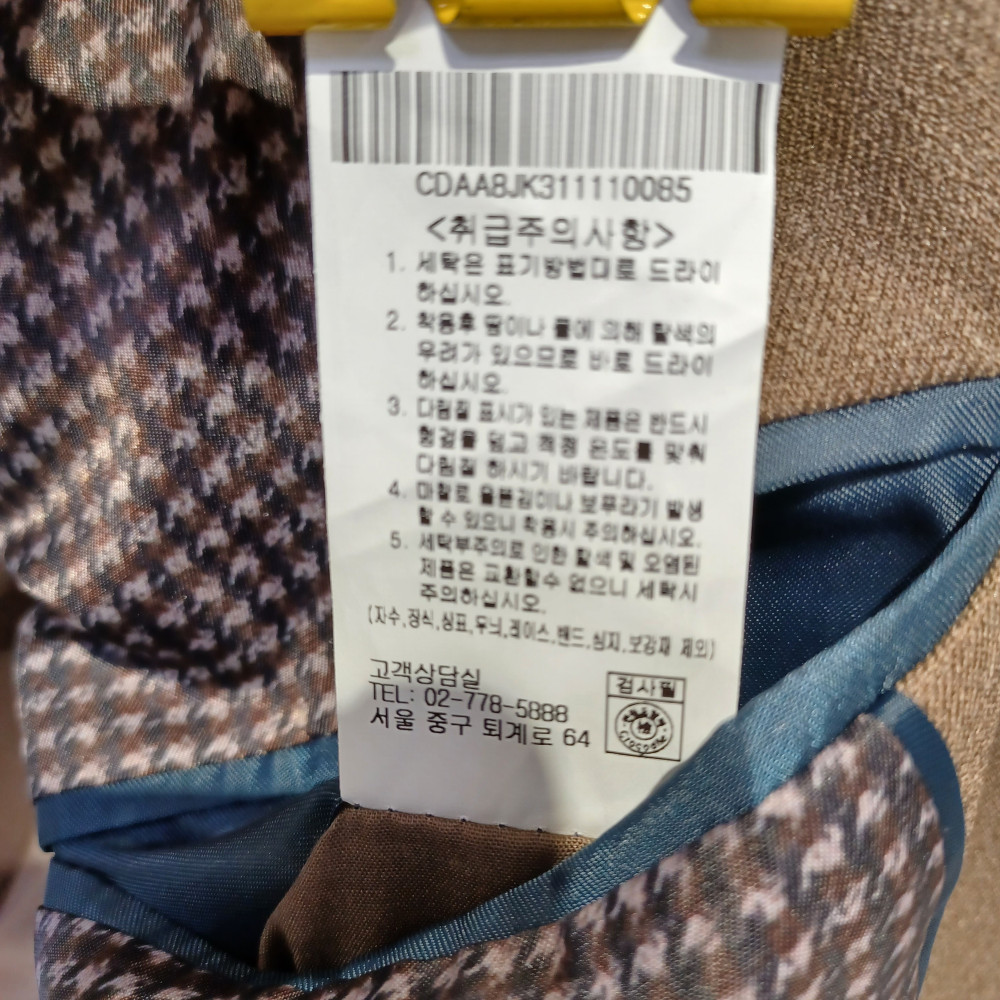 CDAA8JK311110085
<취급주의사항>
1. 세탁은 표기방법대로 드라이
하십시오.
2. 착용후 땀이나 물에 의해 탈색의
우려가 있으므로 바로 드라이
하십시오.
3. 다림질 표시가 있는 제품은 반드시
헝겊을 덮고 적정 온도를 맞춰
다림질 하시기 바랍니다.
4. 마찰로 올뜯김이나 보푸라기 발생
할 수 있으니 착용시 주의하십시오.
5. 세탁부주의로 인한 탈색 및 오염된
제품은 교환할수 없으니 세탁시
주의하십시오.
(자수,장식,상표,무늬,레이스,밴드,심지,보강재 제외)
고객상담실
TEL: 02-778-5888
서울 중구 퇴계로 64
검사필